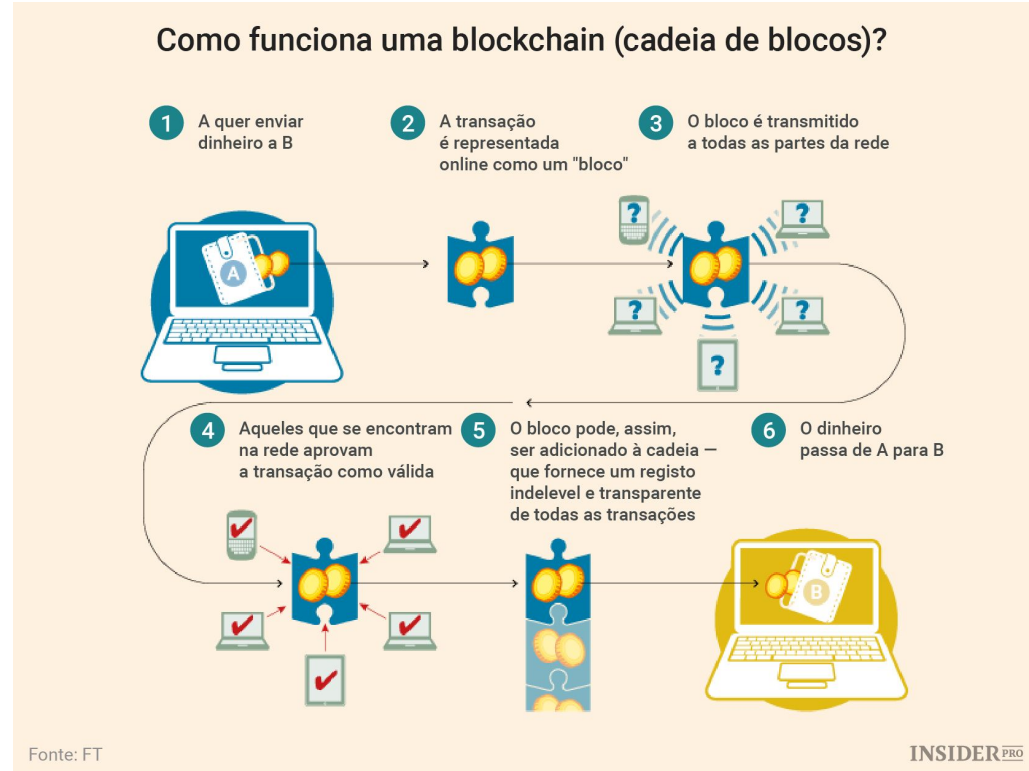 Como funciona uma blockchain (cadeia de blocos)?
1
A quer enviar
dinheiro a B
2
A transação
é representada
online como um "bloco"
3
O bloco é transmitido
a todas as partes da rede
A
?
?
?
?
?
4
Aqueles que se encontram
na rede aprovam
a transação como válida
5
O bloco pode, assim,
ser adicionado à cadeia —
que fornece um registo
indelevel e transparente
de todas as transações
6
O dinheiro
passa de A para B
B
Fonte: FT
INSIDER PRO